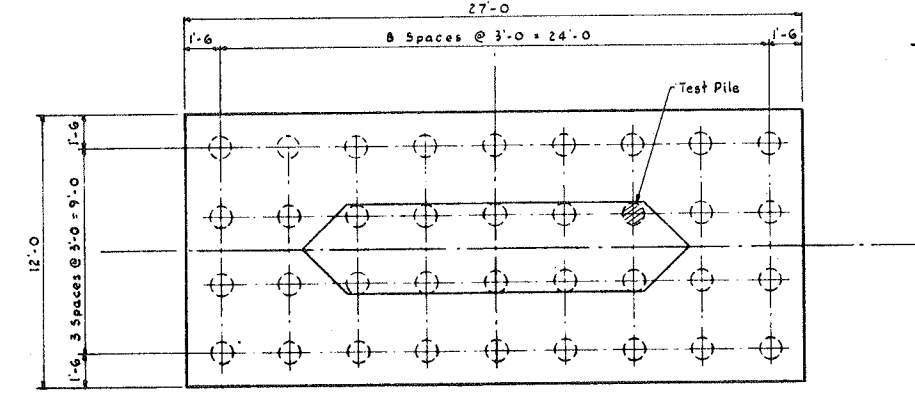 27'-0
1'-6
8 Spaces @ 3'-0 = 24'-0
1'-6
Test Pile
1'-6
3 Spaces @ 3'-0 = 9'-0
12'-0
1'-6